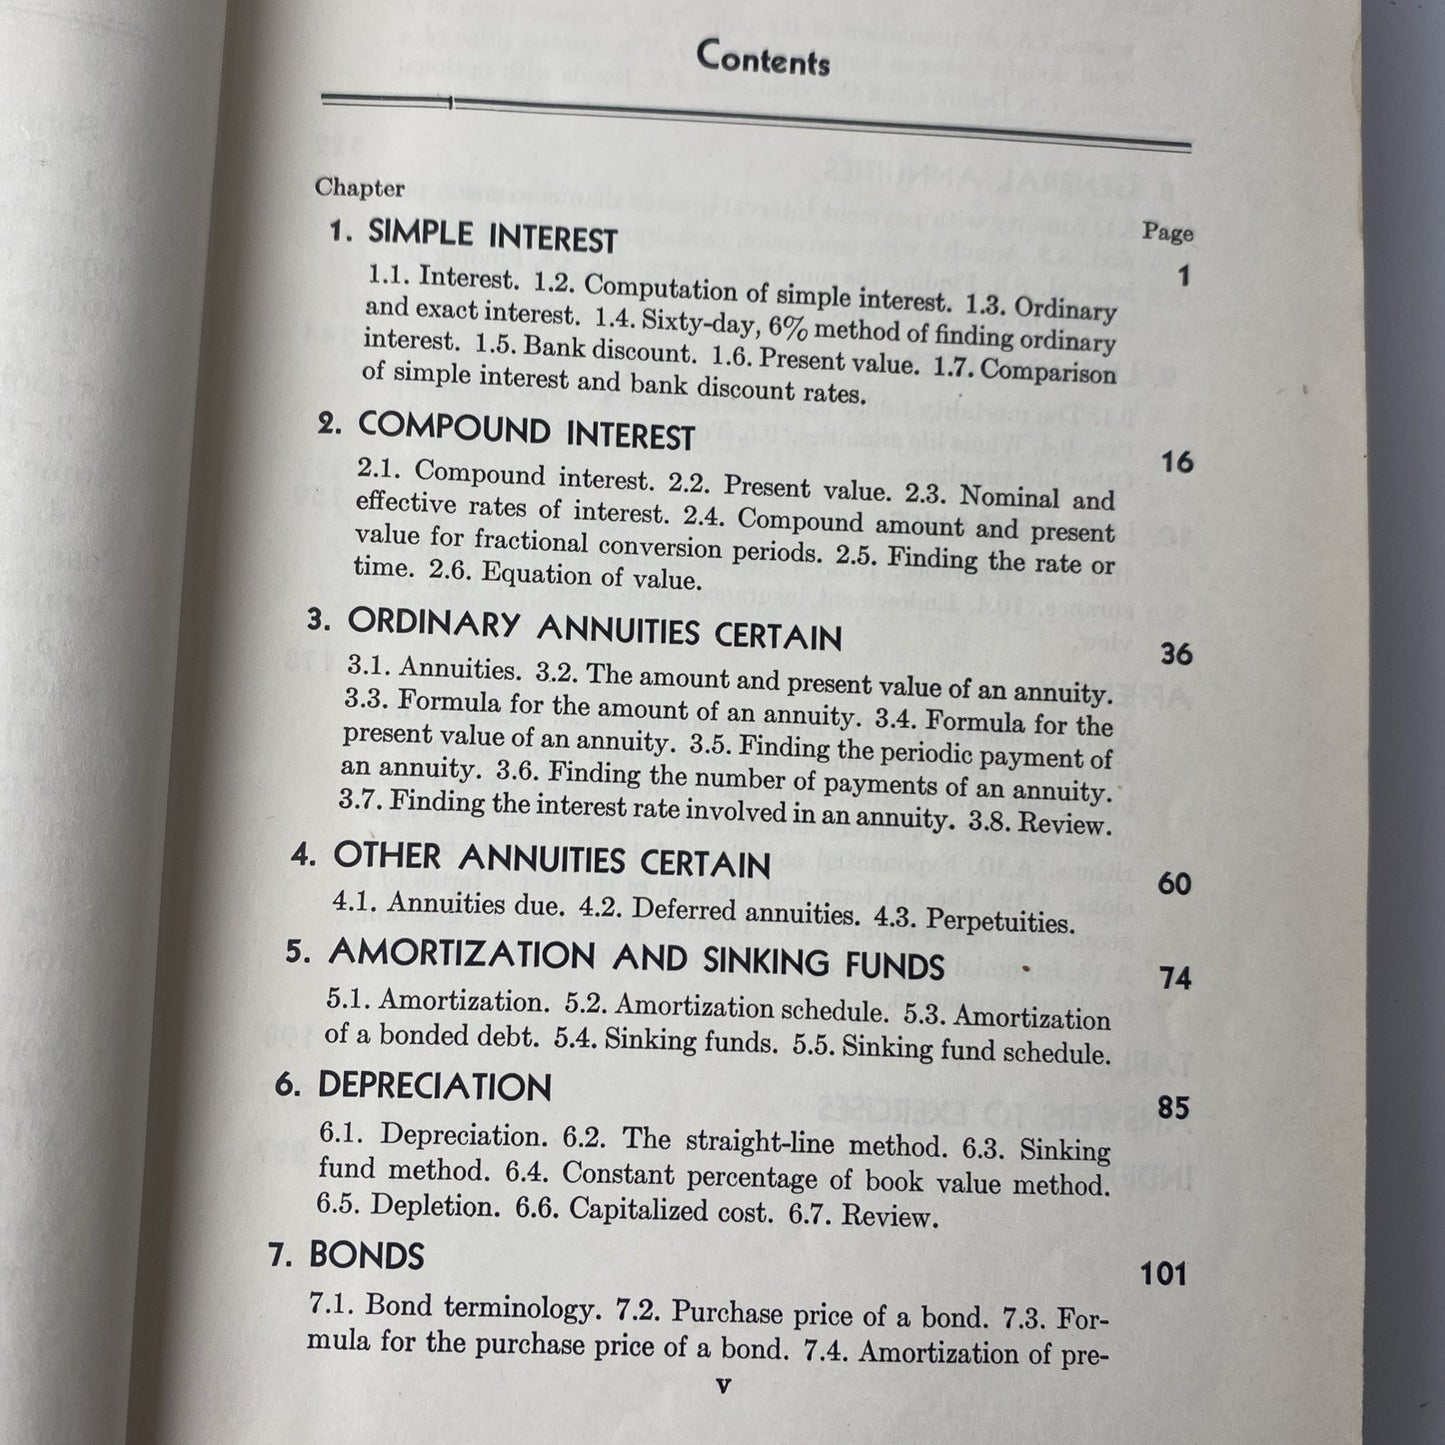 Contents
Chapter
Page
1. SIMPLE INTEREST 1
1.1. Interest. 1.2. Computation of simple interest. 1.3. Ordinary
and exact interest. 1.4. Sixty-day, 6% method of finding ordinary
interest. 1.5. Bank discount. 1.6. Present value. 1.7. Comparison
of simple interest and bank discount rates.
2. COMPOUND INTEREST 16
2.1. Compound interest. 2.2. Present value. 2.3. Nominal and
effective rates of interest. 2.4. Compound amount and present
value for fractional conversion periods. 2.5. Finding the rate or
time. 2.6. Equation of value.
3. ORDINARY ANNUITIES CERTAIN 36
3.1. Annuities. 3.2. The amount and present value of an annuity.
3.3. Formula for the amount of an annuity. 3.4. Formula for the
present value of an annuity. 3.5. Finding the periodic payment of
an annuity. 3.6. Finding the number of payments of an annuity.
3.7. Finding the interest rate involved in an annuity. 3.8. Review.
4. OTHER ANNUITIES CERTAIN 60
4.1. Annuities due. 4.2. Deferred annuities. 4.3. Perpetuities.
5. AMORTIZATION AND SINKING FUNDS 74
5.1. Amortization. 5.2. Amortization schedule. 5.3. Amortization
of a bonded debt. 5.4. Sinking funds. 5.5. Sinking fund schedule.
6. DEPRECIATION 85
6.1. Depreciation. 6.2. The straight-line method. 6.3. Sinking
fund method. 6.4. Constant percentage of book value method.
6.5. Depletion. 6.6. Capitalized cost. 6.7. Review.
7. BONDS 101
7.1. Bond terminology. 7.2. Purchase price of a bond. 7.3. For-
mula for the purchase price of a bond. 7.4. Amortization of pre-
v